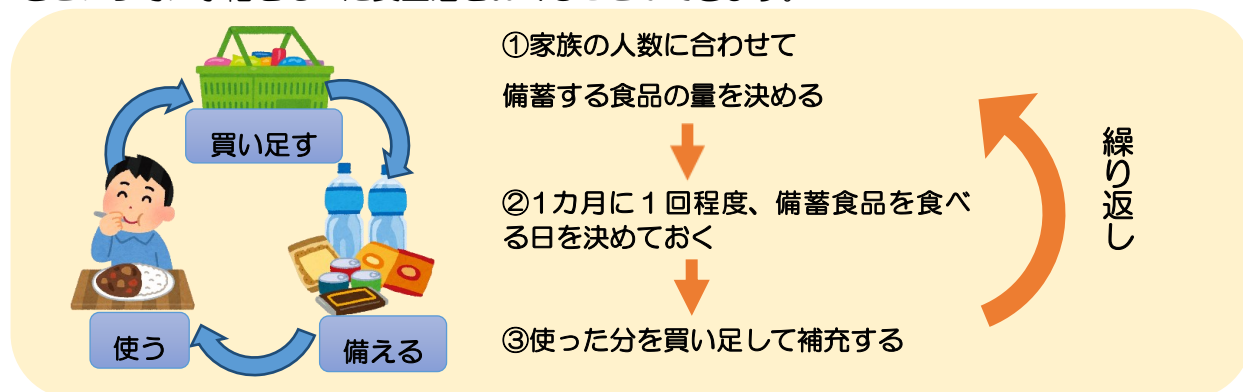 買い足す
使う
備える
①家族の人数に合わせて
備蓄する食品の量を決める
②1カ月に１回程度、備蓄食品を食べ
る日を決めておく
③使った分を買い足して補充する
繰り返し